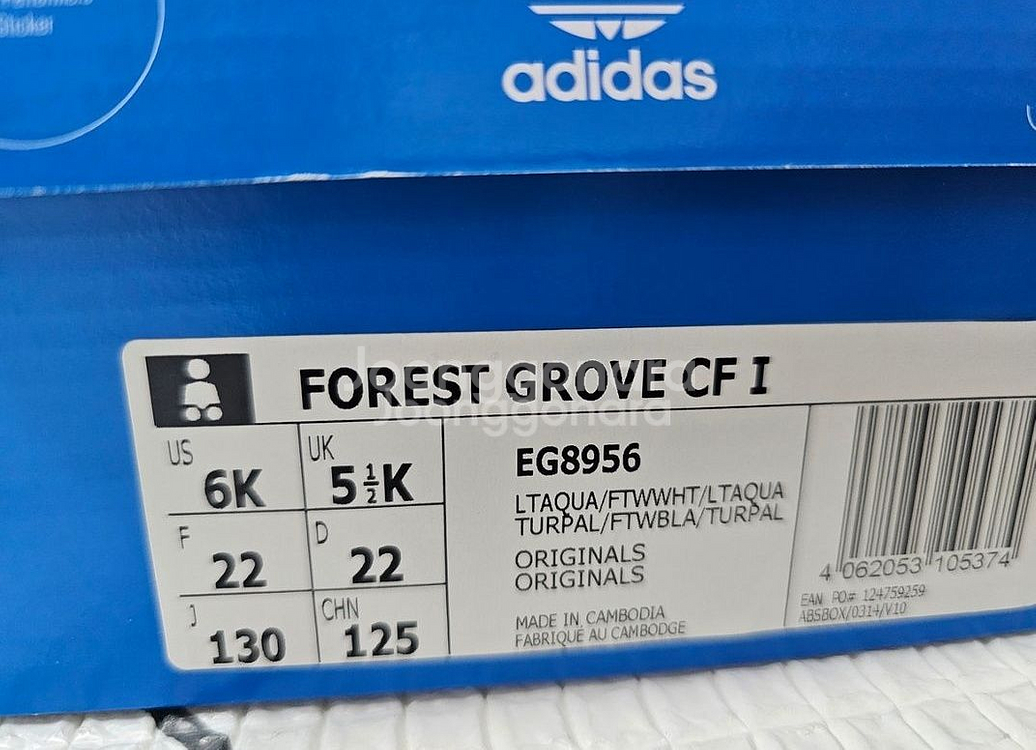 adidas
Joonggonara
Joonggonara
FOREST GROVE CF I
US 6K UK 5½K
F 22 D 22
J 130 CHN 125
EG8956
LTAQUA/FTWWHT/LTAQUA
TURPAL/FTWBLA/TURPAL
ORIGINALS
ORIGINALS
MADE IN CAMBODIA
FABRIQUÉ AU CAMBODGE
4 062053 105374
EAN PO# 124759259
ABSBOX/0314/V10